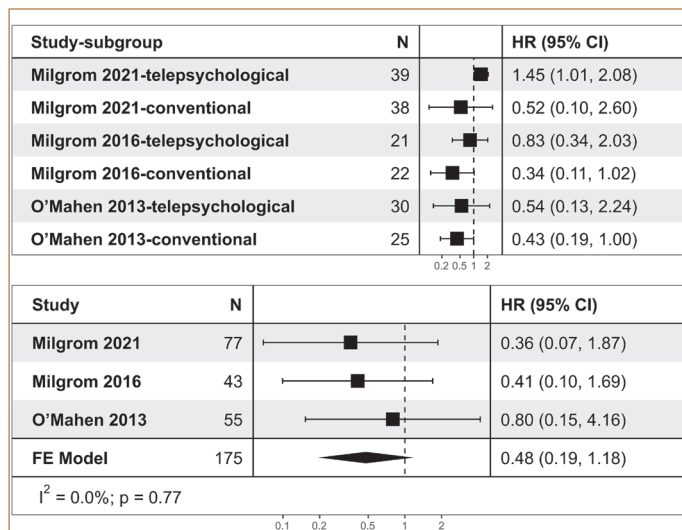 Study-subgroup N HR (95% CI)
Milgrom 2021-telepsychological 39 1.45 (1.01, 2.08)
Milgrom 2021-conventional 38 0.52 (0.10, 2.60)
Milgrom 2016-telepsychological 21 0.83 (0.34, 2.03)
Milgrom 2016-conventional 22 0.34 (0.11, 1.02)
O'Mahen 2013-telepsychological 30 0.54 (0.13, 2.24)
O'Mahen 2013-conventional 25 0.43 (0.19, 1.00)
0.2 0.5 1 2
Study N HR (95% CI)
Milgrom 2021 77 0.36 (0.07, 1.87)
Milgrom 2016 43 0.41 (0.10, 1.69)
O'Mahen 2013 55 0.80 (0.15, 4.16)
FE Model 175 0.48 (0.19, 1.18)
I² = 0.0%; p = 0.77
0.1 0.2 0.5 1 2